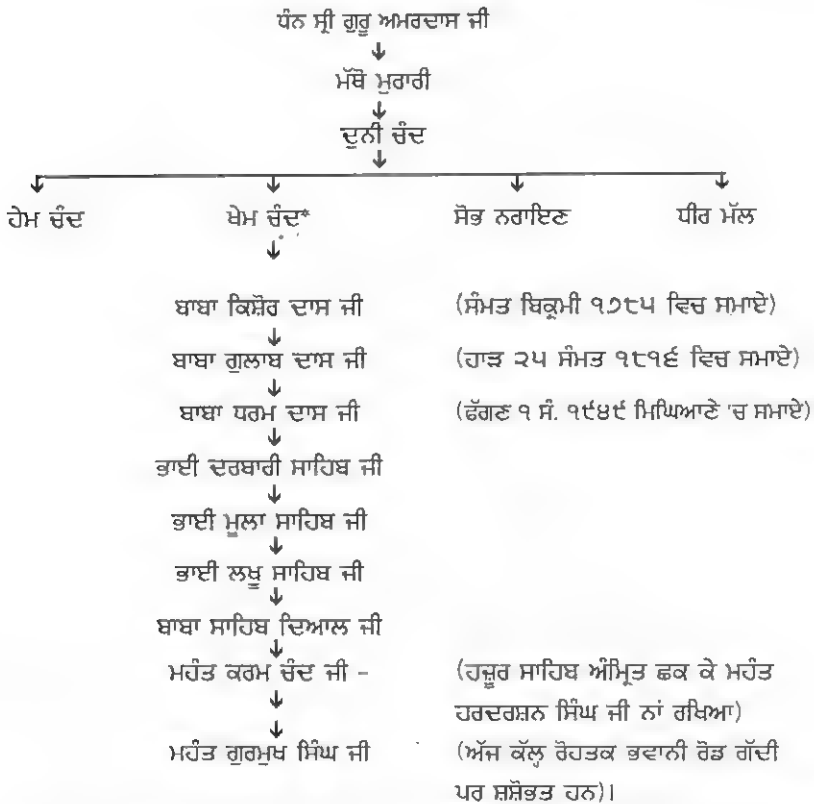 ਧੰਨ ਸ੍ਰੀ ਗੁਰੂ ਅਮਰਦਾਸ ਜੀ
ਮੱਥੋ ਮੁਰਾਰੀ
ਦੁਨੀ ਚੰਦ
ਹੇਮ ਚੰਦ ਖੇਮ ਚੰਦ* ਸੋਭ ਨਰਾਇਣ ਧੀਰ ਮੱਲ
ਬਾਬਾ ਕਿਸ਼ੋਰ ਦਾਸ ਜੀ (ਸੰਮਤ ਬਿਕ੍ਰਮੀ ੧੭੮੫ ਵਿਚ ਸਮਾਏ)
ਬਾਬਾ ਗੁਲਾਬ ਦਾਸ ਜੀ (ਹਾੜ ੨੫ ਸੰਮਤ ੧੮੧੬ ਵਿਚ ਸਮਾਏ)
ਬਾਬਾ ਧਰਮ ਦਾਸ ਜੀ (ਫੱਗਣ ੧ ਸੰ. ੧੯੪੯ ਮਿਘਿਆਣੇ 'ਚ ਸਮਾਏ)
ਭਾਈ ਦਰਬਾਰੀ ਸਾਹਿਬ ਜੀ
ਭਾਈ ਮੂਲਾ ਸਾਹਿਬ ਜੀ
ਭਾਈ ਲਖੂ ਸਾਹਿਬ ਜੀ
ਬਾਬਾ ਸਾਹਿਬ ਦਿਆਲ ਜੀ
ਮਹੰਤ ਕਰਮ ਚੰਦ ਜੀ - (ਹਜ਼ੂਰ ਸਾਹਿਬ ਅੰਮ੍ਰਿਤ ਛਕ ਕੇ ਮਹੰਤ
ਹਰਦਰਸ਼ਨ ਸਿੰਘ ਜੀ ਨਾਂ ਰਖਿਆ)
ਮਹੰਤ ਗੁਰਮੁਖ ਸਿੰਘ ਜੀ (ਅੱਜ ਕੱਲ੍ਹ ਰੋਹਤਕ ਭਵਾਨੀ ਰੋਡ ਗੱਦੀ
ਪਰ ਸ਼ਸ਼ੋਭਤ ਹਨ)।